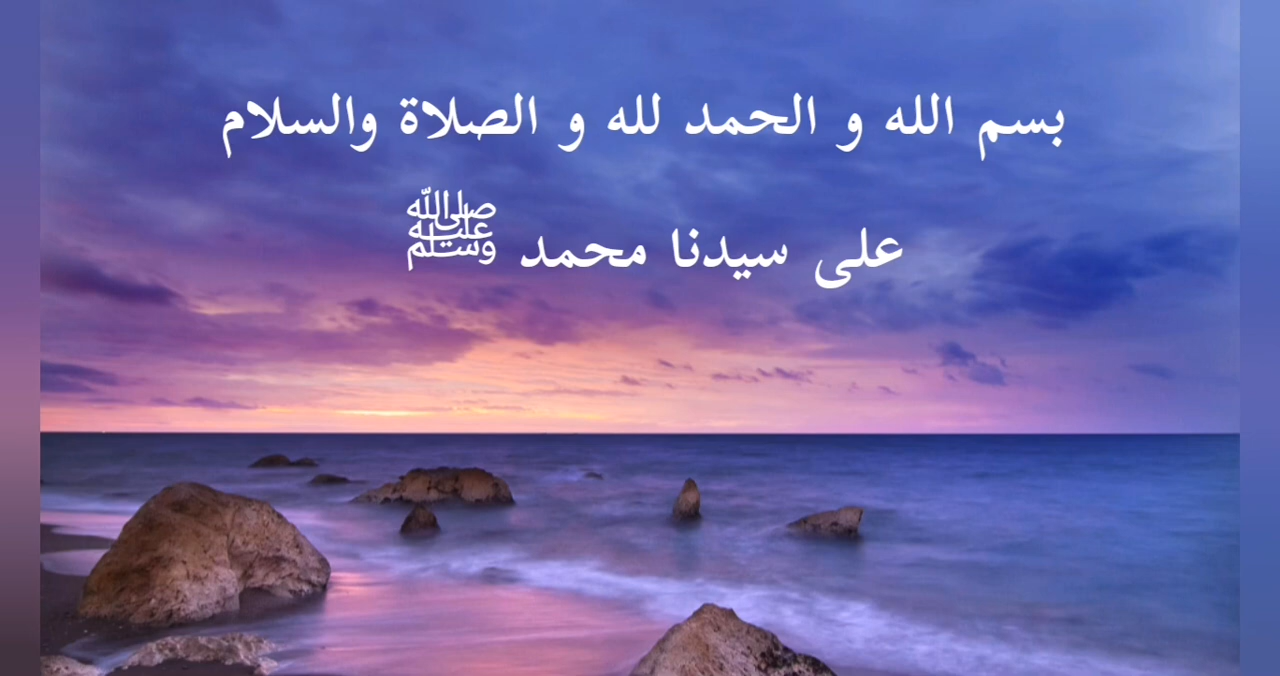 بسم الله و الحمد لله و الصلاة والسلام
على سيدنا محمد ﷺ